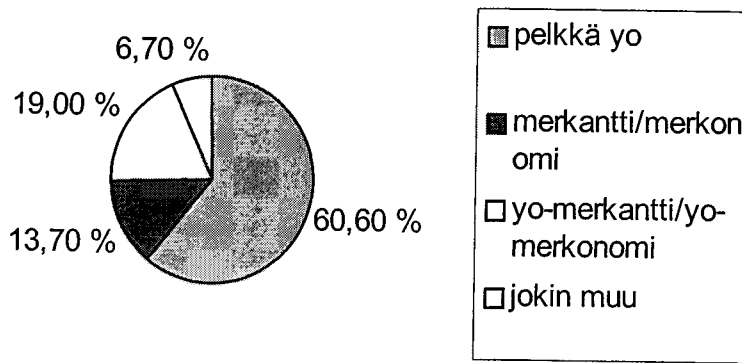 6,70 %
19,00 %
13,70 %
60,60 %
pelkkä yo
merkantti/merkon
omi
yo-merkantti/yo-
merkonomi
jokin muu